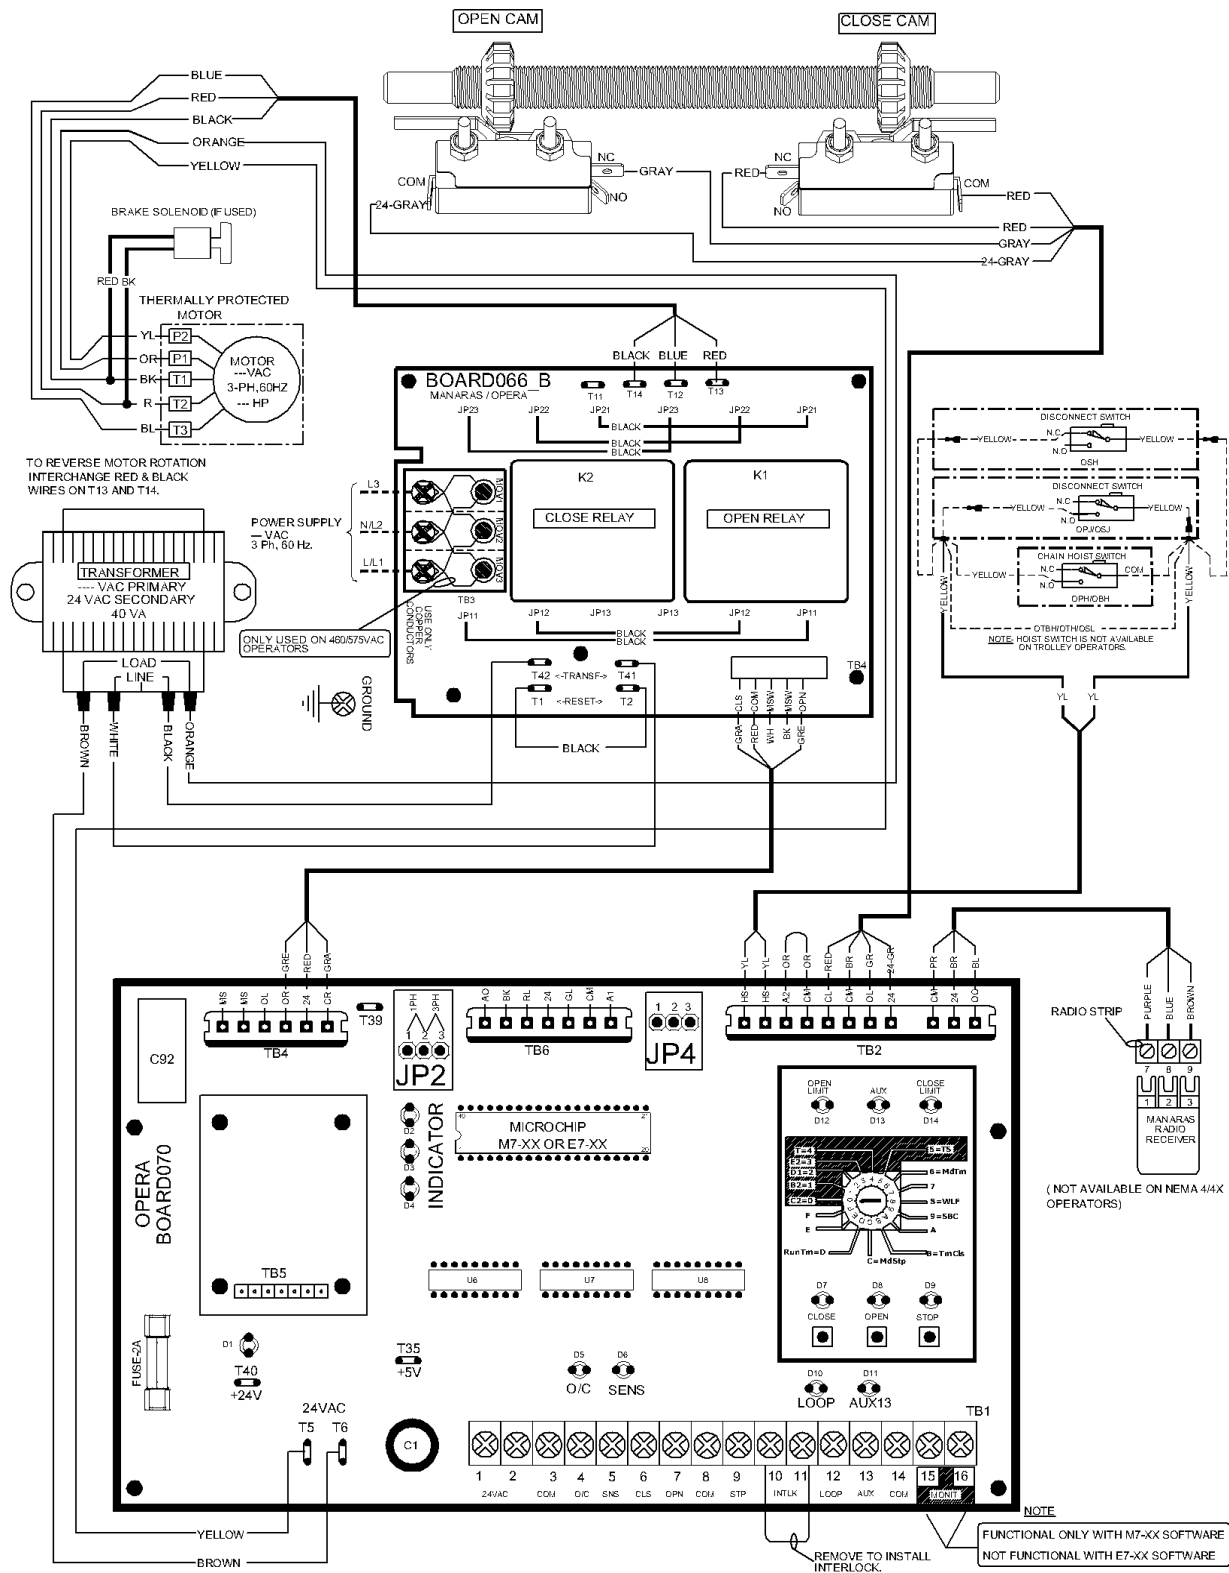 OPEN CAM
CLOSE CAM
BLUE
RED
BLACK
ORANGE
YELLOW
NC
GRAY
COM
24-GRAY
NO
NC
RED
COM
RED
NO
RED
GRAY
24-GRAY
BRAKE SOLENOID (IF USED)
RED BK
THERMALLY PROTECTED
MOTOR
YL P2
OR P1
BK T1
R T2
BL T3
MOTOR
---VAC
3-PH,60HZ
--- HP
TO REVERSE MOTOR ROTATION
INTERCHANGE RED & BLACK
WIRES ON T13 AND T14.
BLACK BLUE RED
BOARD066_B
MANARAS / OPERA
T11 T14 T12 T13
JP23 JP22 JP21 JP23 JP22 JP21
BLACK
BLACK
BLACK
L3
N/L2
L/L1
POWER SUPPLY
--- VAC
3 Ph, 60 Hz.
MOV1
MOV2
MOV3
TB3
K2
CLOSE RELAY
K1
OPEN RELAY
USE ONLY
COPPER
CONDUCTORS
JP11 JP12 JP13 JP13 JP12 JP11
BLACK
BLACK
ONLY USED ON 460/575VAC
OPERATORS
T42 <-TRANSF-> T41
T1 <-RESET-> T2
BLACK
TB4
CLS COM MSW MSW OPN
GRA RED WH BK GRE
GROUND
TRANSFORMER
---- VAC PRIMARY
24 VAC SECONDARY
40 VA
LOAD
LINE
BROWN
WHITE
BLACK
ORANGE
DISCONNECT SWITCH
N.C
YELLOW
YELLOW
N.O
OSH
DISCONNECT SWITCH
N.C
YELLOW
YELLOW
N.O
OPJ/OSJ
CHAIN HOIST SWITCH
N.C
YELLOW
COM
N.O
OPH/OBH
YELLOW
YELLOW
OTBH/OTH/OSL
NOTE: HOIST SWITCH IS NOT AVAILABLE
ON TROLLEY OPERATORS.
YL YL
GRE RED GRA
MS MS OL OR 24 CR
TB4
T39
1PH 3PH
1 2 3
JP2
AO BK RL 24 GL CM A1
TB6
1 2 3
JP4
YL YL OR OR RED BR GR 24-GR PR BR BL
HS HS A2 CM CL CM OL 24 CM 24 OC
TB2
PURPLE
BLUE
BROWN
RADIO STRIP
7 8 9
1 2 3
MANARAS
RADIO
RECEIVER
( NOT AVAILABLE ON NEMA 4/4X
OPERATORS)
C92
OPERA
BOARD070
TB5
D2
D3
D4
INDICATOR
40 21
MICROCHIP
M7-XX OR E7-XX
20
U6 U7 U8
OPEN
LIMIT
D12
AUX
D13
CLOSE
LIMIT
D14
T=4
E2=3
D1=2
B2=1
C2=0
F
E
RunTm=D
C=MdStp
B=TmCls
A
9=SBC
8=WLF
7
6=MdTm
5=TS
D7 D8 D9
CLOSE OPEN STOP
D10
LOOP
D11
AUX13
FUSE-2A
D1
T40
+24V
T35
+5V
D5
O/C
D6
SENS
24VAC
T5 T6
C1
TB1
1 2 3 4 5 6 7 8 9 10 11 12 13 14 15 16
24VAC COM O/C SNS CLS OPN COM STP INTLK LOOP AUX COM MONIT
YELLOW
BROWN
REMOVE TO INSTALL
INTERLOCK.
NOTE
FUNCTIONAL ONLY WITH M7-XX SOFTWARE
NOT FUNCTIONAL WITH E7-XX SOFTWARE